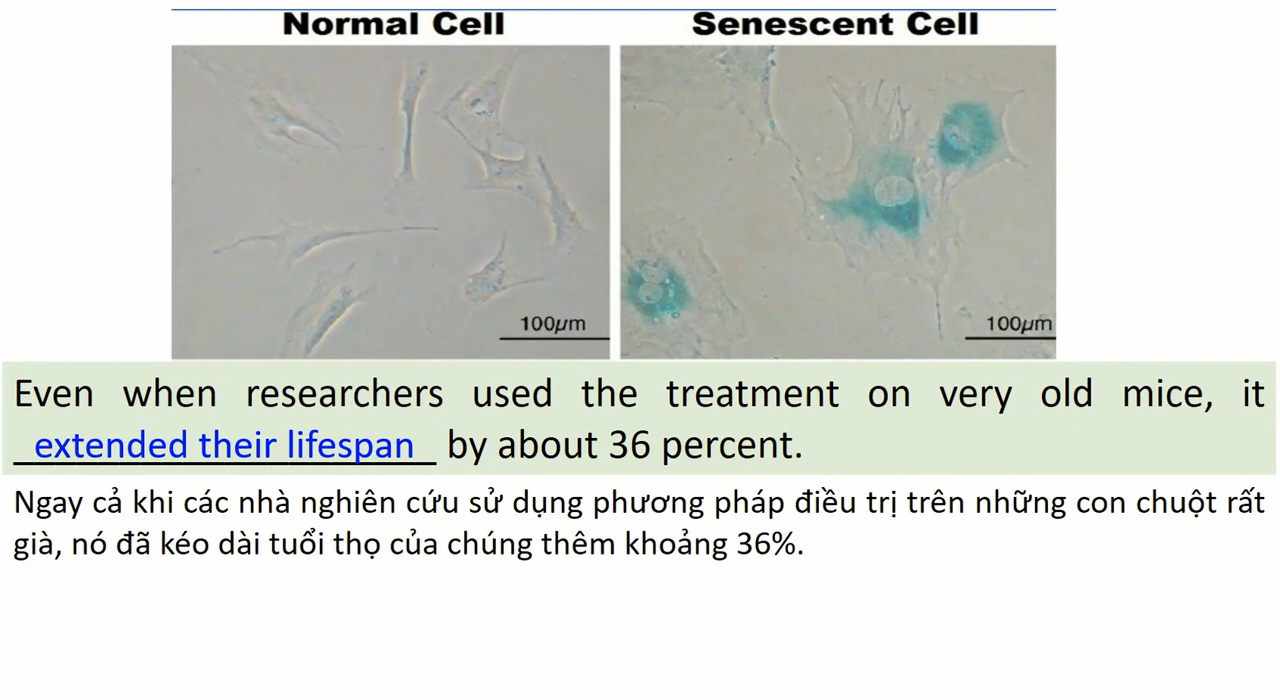 Normal Cell
Senescent Cell
100µm
100µm
Even when researchers used the treatment on very old mice, it
extended their lifespan by about 36 percent.
Ngay cả khi các nhà nghiên cứu sử dụng phương pháp điều trị trên những con chuột rất
già, nó đã kéo dài tuổi thọ của chúng thêm khoảng 36%.